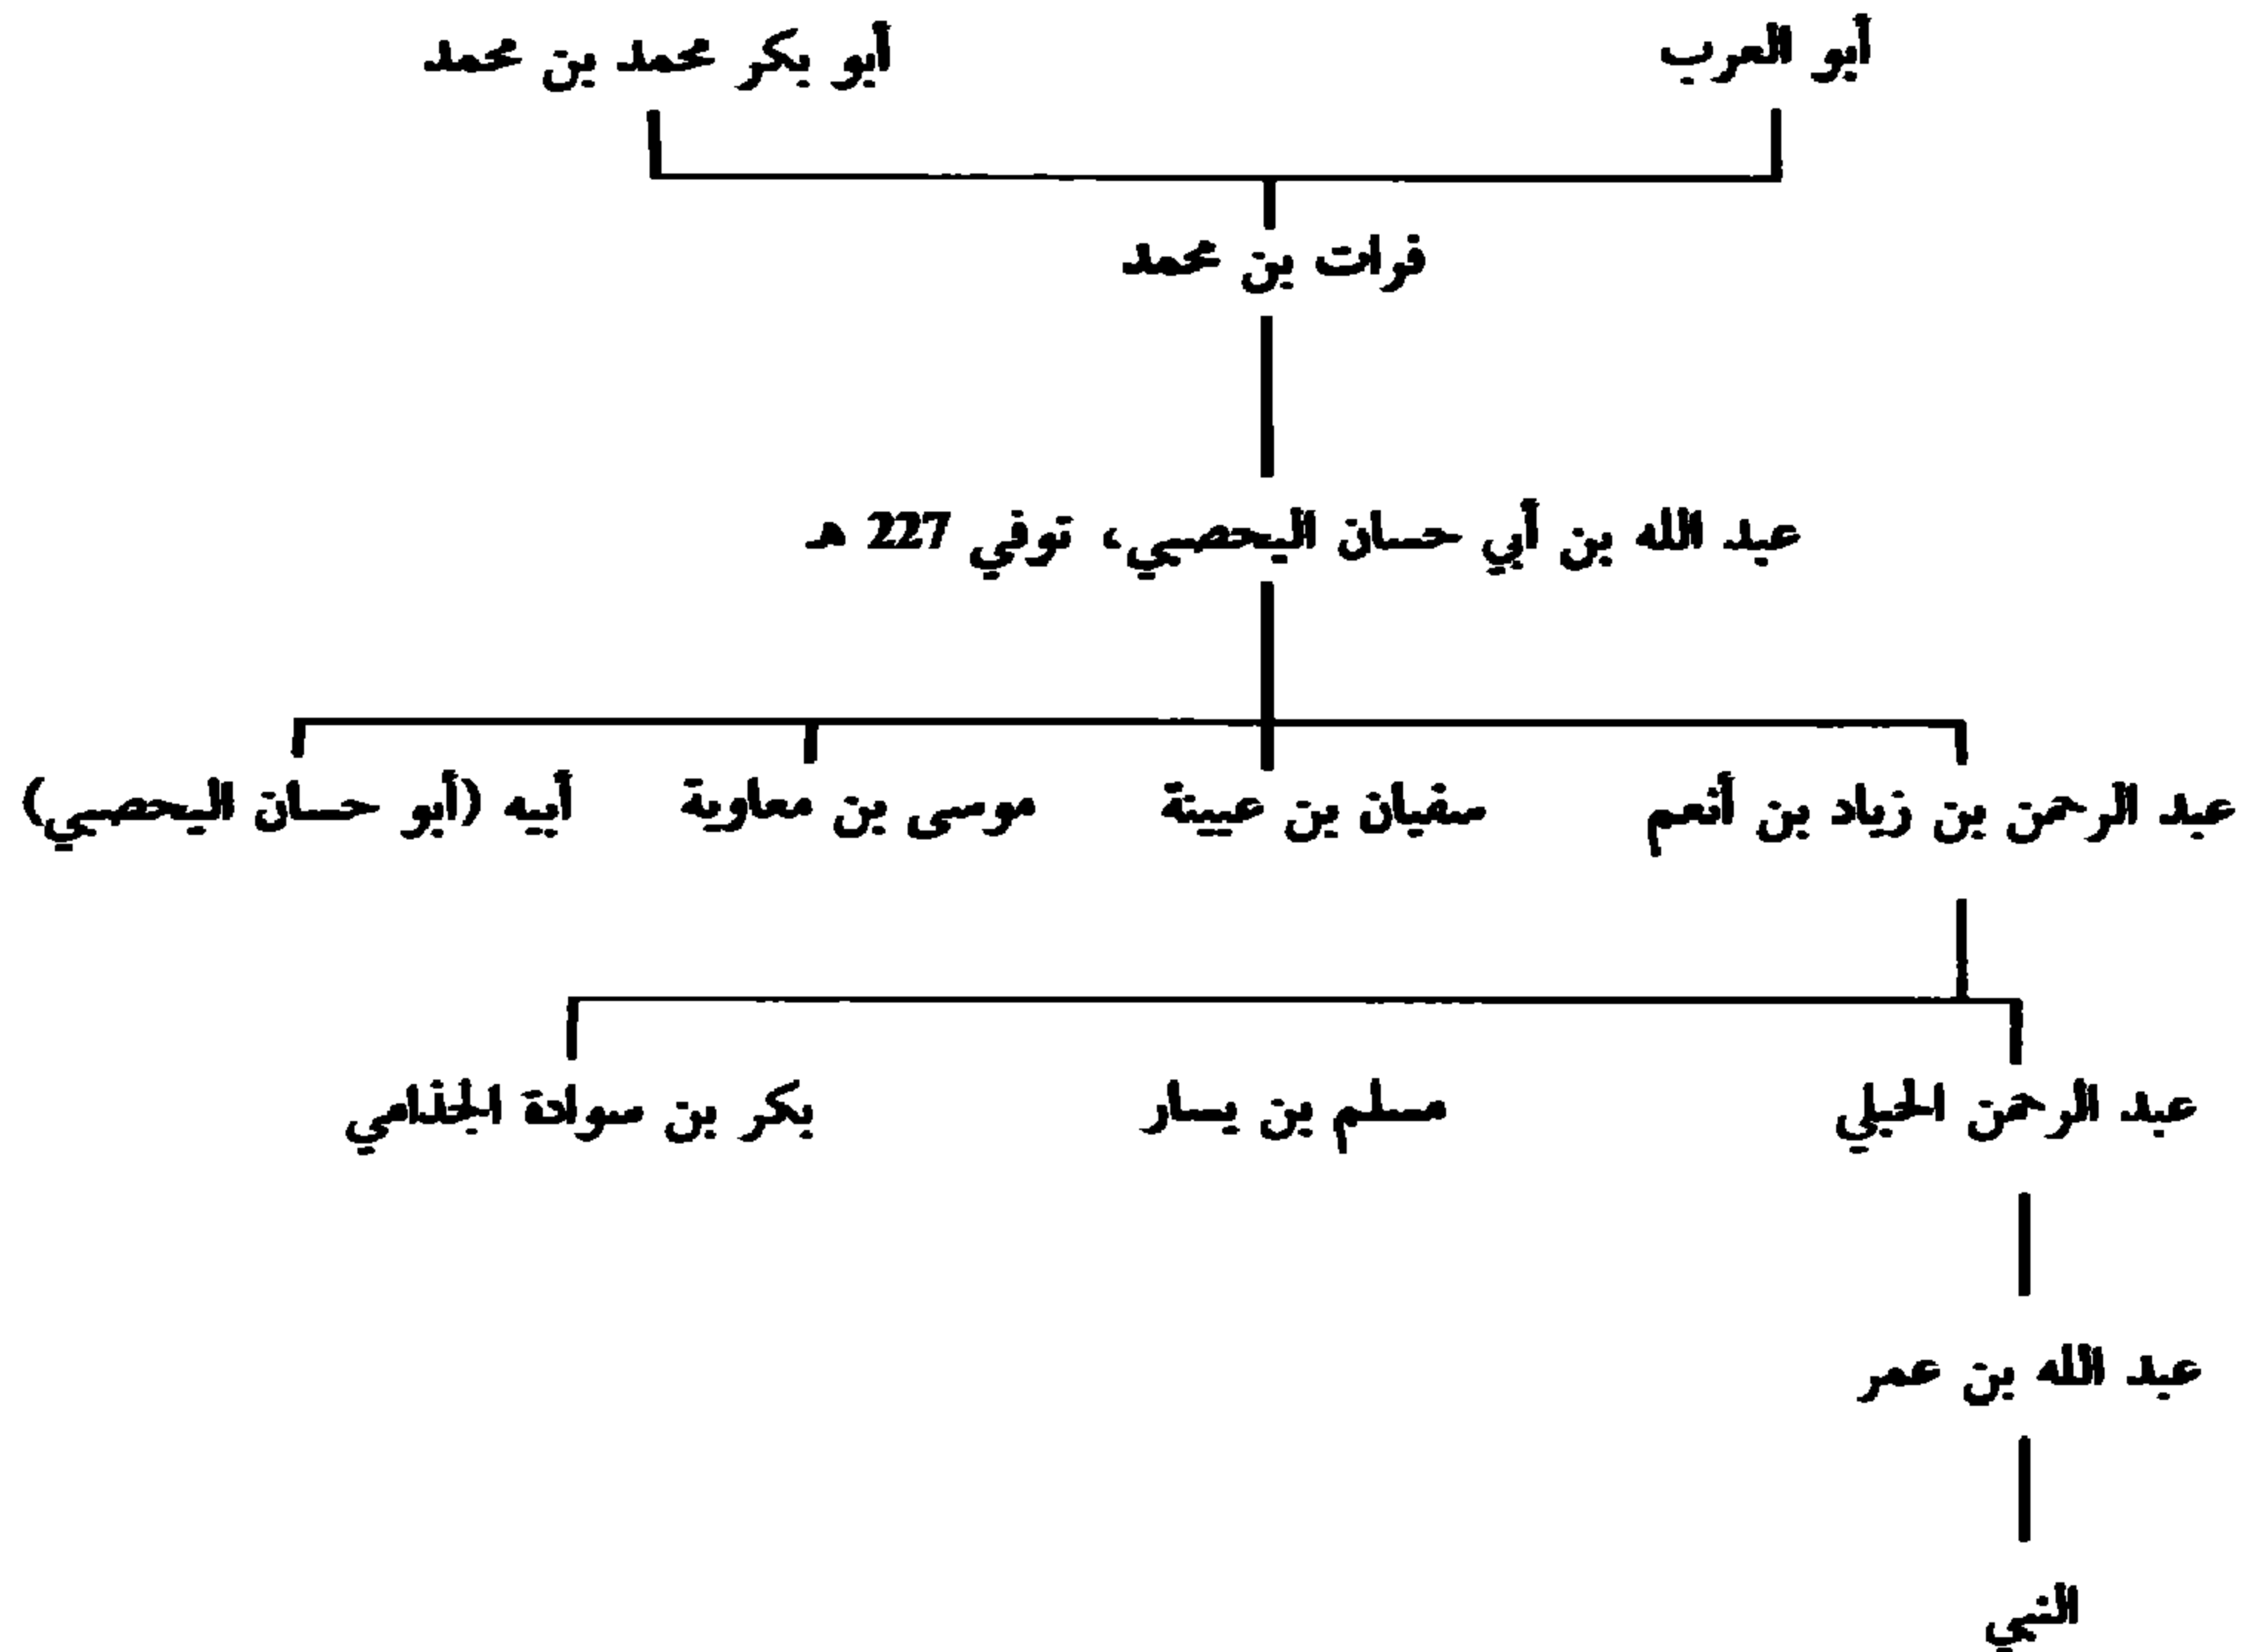 أبو العرب أبو بكر محمد بن محمد
فرات بن محمد
عبد الله بن أبي حسان اليحصبي، توفي 227 هـ
عبد الرحمن بن زياد بن أنعم سفيان بن عيينة موسى بن معاوية أبيه (أبو حسان اليحصبي)
عبد الرحمن الحبلي مسلم بن يسار بكر بن سوادة الجذامي
عبد الله بن عمر
النبي